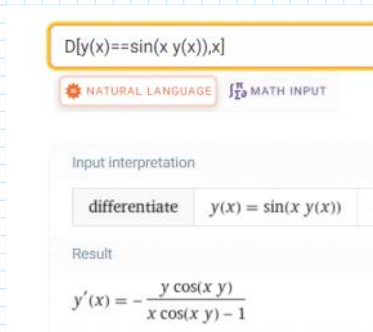 D[y(x)==sin(x y(x)),x]
NATURAL LANGUAGE ∫Σ∂π MATH INPUT
Input interpretation
differentiate y(x) = sin(x y(x))
Result
y′(x) = − y cos(x y) / x cos(x y) − 1